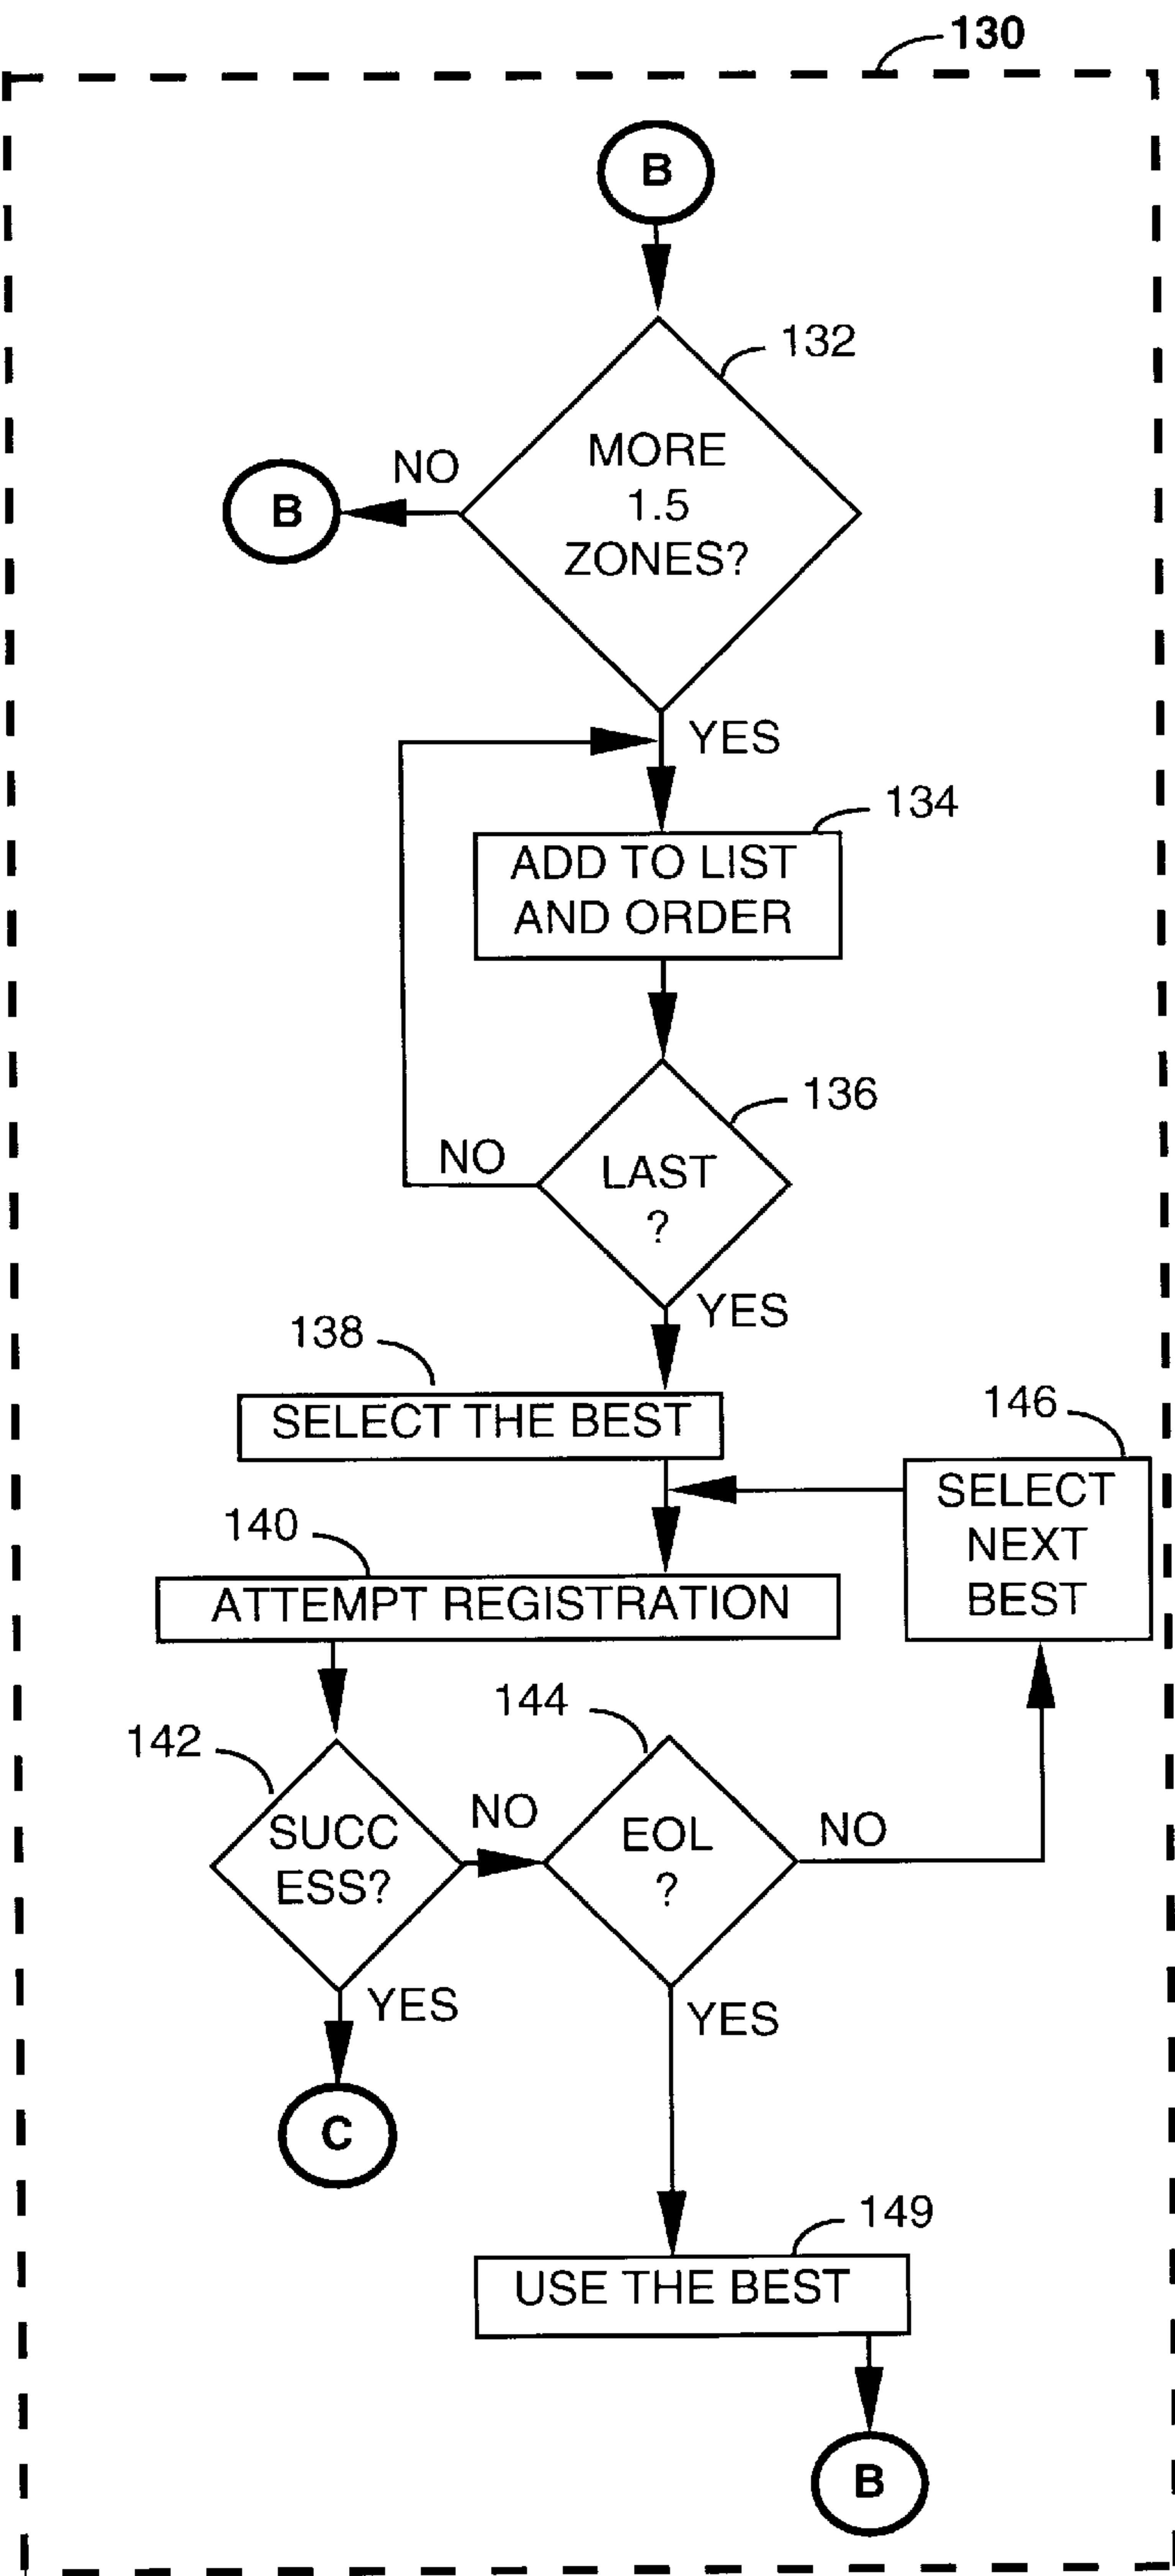 130
B
132
MORE
1.5
ZONES?
NO
B
YES
134
ADD TO LIST
AND ORDER
136
LAST
?
NO
YES
138
SELECT THE BEST
146
SELECT
NEXT
BEST
140
ATTEMPT REGISTRATION
142
SUCC
ESS?
NO
144
EOL
?
NO
YES
C
YES
149
USE THE BEST
B